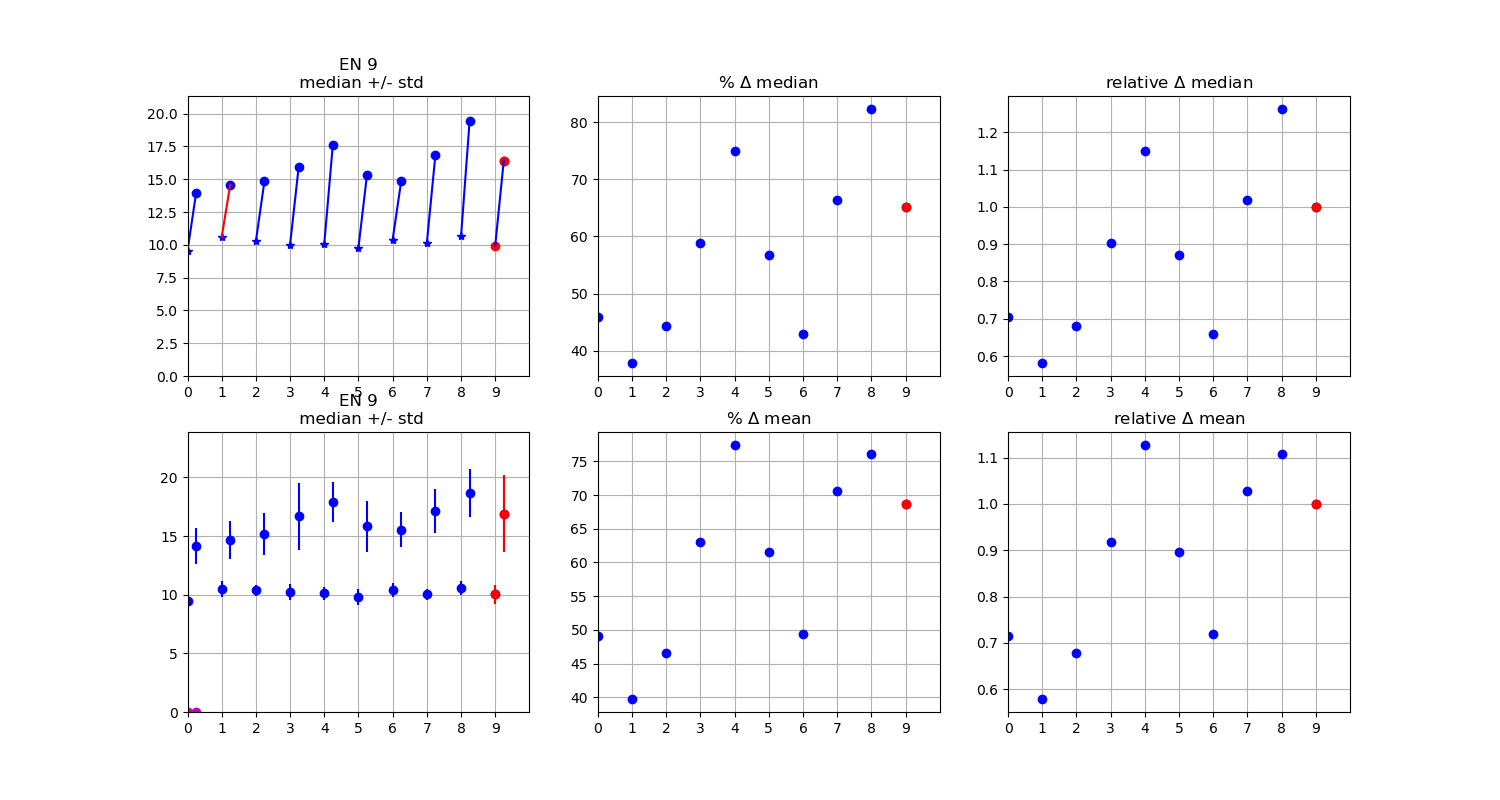 EN 9
median +/- std
% Δ median
relative Δ median
20.0
17.5
15.0
12.5
10.0
7.5
5.0
2.5
0.0
0 1 2 3 4 5 6 7 8 9
80
70
60
50
40
0 1 2 3 4 5 6 7 8 9
1.2
1.1
1.0
0.9
0.8
0.7
0.6
0 1 2 3 4 5 6 7 8 9
EN 9
median +/- std
% Δ mean
relative Δ mean
20
15
10
5
0
0 1 2 3 4 5 6 7 8 9
75
70
65
60
55
50
45
40
0 1 2 3 4 5 6 7 8 9
1.1
1.0
0.9
0.8
0.7
0.6
0 1 2 3 4 5 6 7 8 9